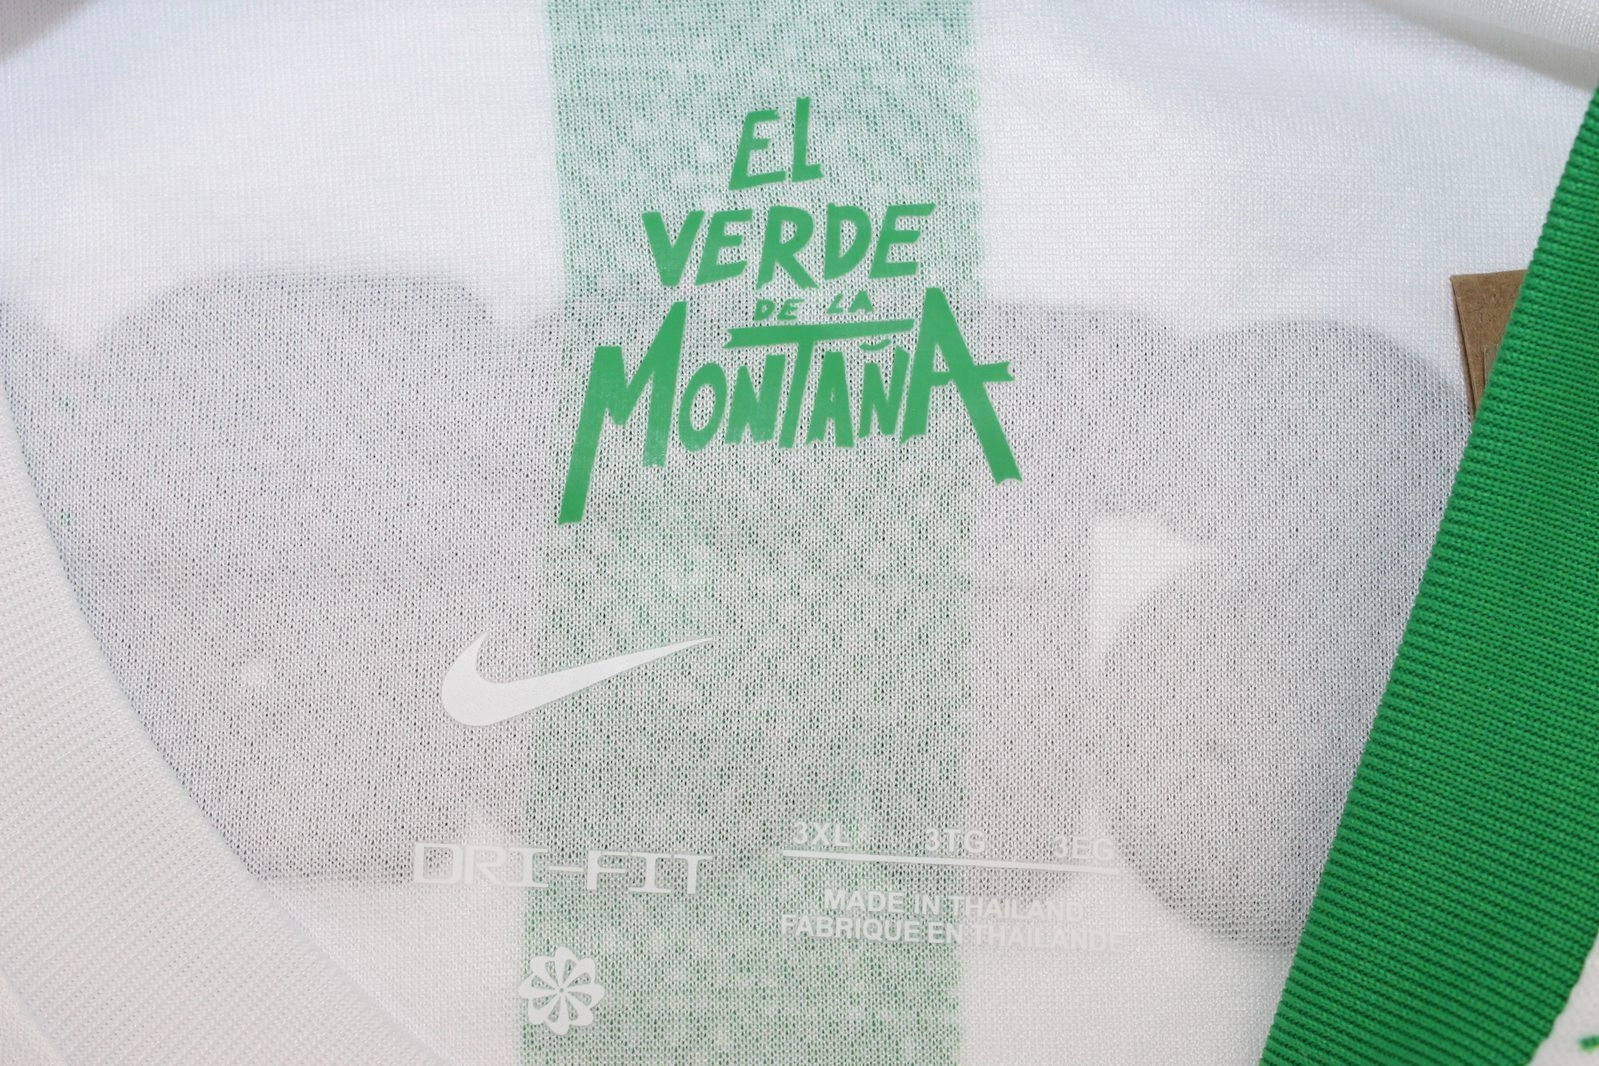 EL
VERDE
DE LA
MONTAÑA
DRI-FIT
3XL 3TG 3EG
MADE IN THAILAND
FABRIQUE EN THAILANDE